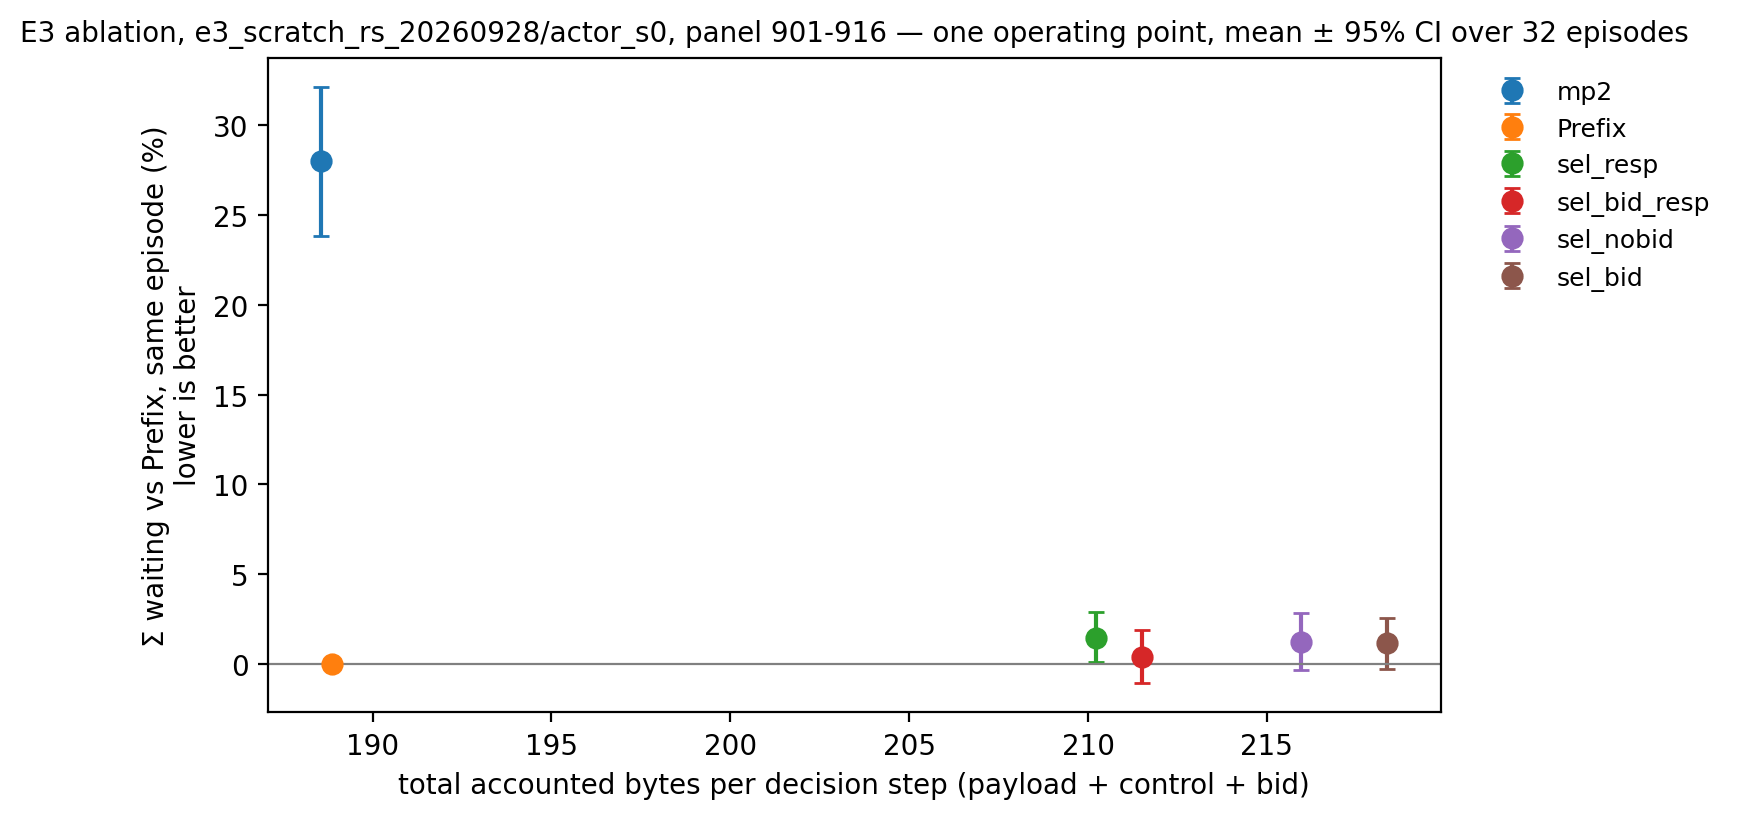 E3 ablation, e3_scratch_rs_20260928/actor_s0, panel 901-916 — one operating point, mean ± 95% CI over 32 episodes
Σ waiting vs Prefix, same episode (%)
lower is better
30
25
20
15
10
5
0
190
195
200
205
210
215
total accounted bytes per decision step (payload + control + bid)
mp2
Prefix
sel_resp
sel_bid_resp
sel_nobid
sel_bid